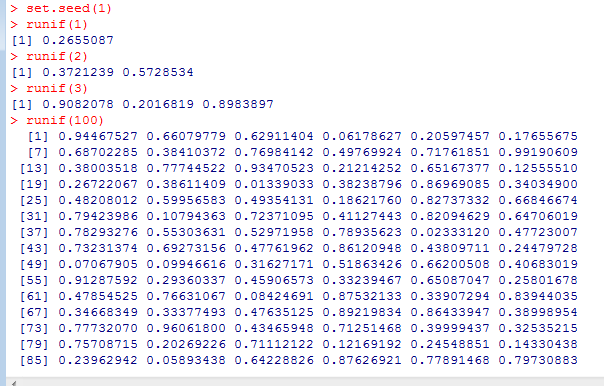 > set.seed(1)
> runif(1)
[1] 0.2655087
> runif(2)
[1] 0.3721239 0.5728534
> runif(3)
[1] 0.9082078 0.2016819 0.8983897
> runif(100)
[1] 0.94467527 0.66079779 0.62911404 0.06178627 0.20597457 0.17655675
[7] 0.68702285 0.38410372 0.76984142 0.49769924 0.71761851 0.99190609
[13] 0.38003518 0.77744522 0.93470523 0.21214252 0.65167377 0.12555510
[19] 0.26722067 0.38611409 0.01339033 0.38238796 0.86969085 0.34034900
[25] 0.48208012 0.59956583 0.49354131 0.18621760 0.82737332 0.66846674
[31] 0.79423986 0.10794363 0.72371095 0.41127443 0.82094629 0.64706019
[37] 0.78293276 0.55303631 0.52971958 0.78935623 0.02333120 0.47723007
[43] 0.73231374 0.69273156 0.47761962 0.86120948 0.43809711 0.24479728
[49] 0.07067905 0.09946616 0.31627171 0.51863426 0.66200508 0.40683019
[55] 0.91287592 0.29360337 0.45906573 0.33239467 0.65087047 0.25801678
[61] 0.47854525 0.76631067 0.08424691 0.87532133 0.33907294 0.83944035
[67] 0.34668349 0.33377493 0.47635125 0.89219834 0.86433947 0.38998954
[73] 0.77732070 0.96061800 0.43465948 0.71251468 0.39999437 0.32535215
[79] 0.75708715 0.20269226 0.71112122 0.12169192 0.24548851 0.14330438
[85] 0.23962942 0.05893438 0.64228826 0.87626921 0.77891468 0.79730883